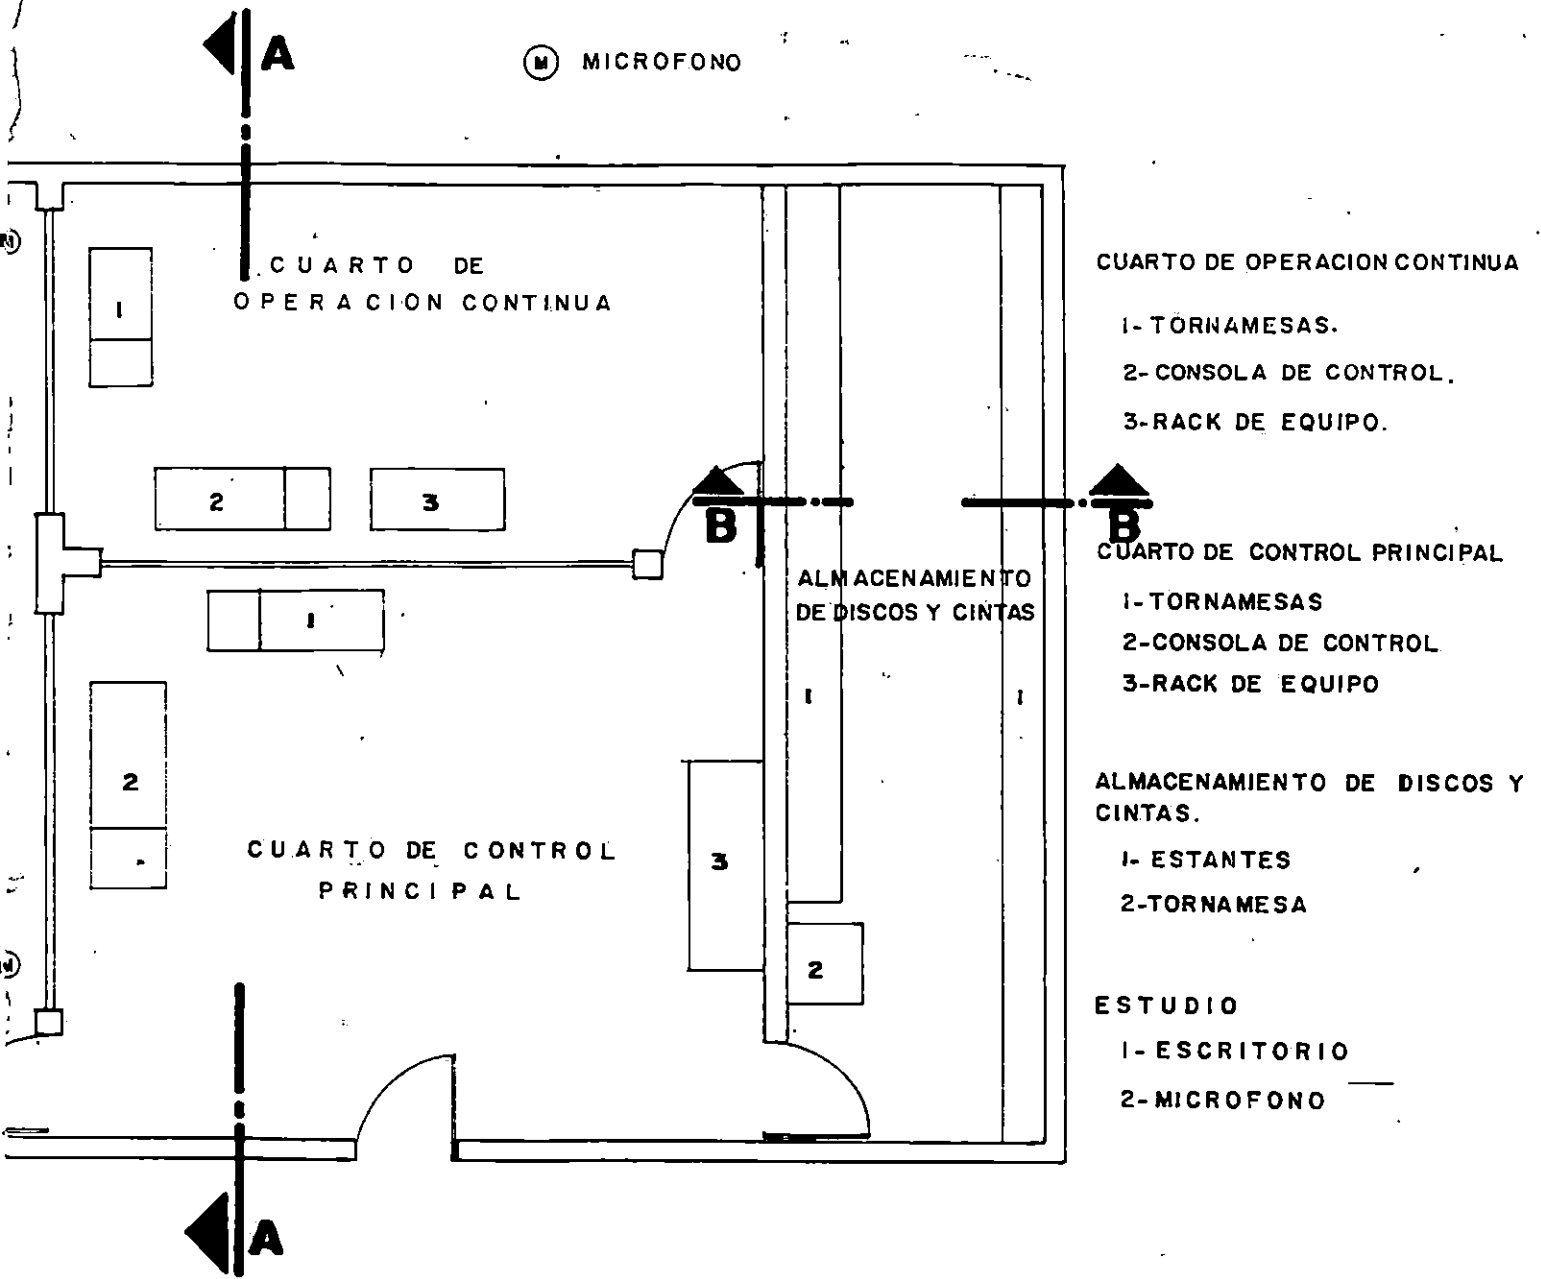 A
M MICROFONO
M
1
CUARTO DE
OPERACION CONTINUA
2
3
B
B
1
ALMACENAMIENTO
DE DISCOS Y CINTAS
1
1
2
CUARTO DE CONTROL
PRINCIPAL
3
2
M
A
CUARTO DE OPERACION CONTINUA
1- TORNAMESAS.
2- CONSOLA DE CONTROL.
3-RACK DE EQUIPO.
CUARTO DE CONTROL PRINCIPAL
1-TORNAMESAS
2-CONSOLA DE CONTROL
3-RACK DE EQUIPO
ALMACENAMIENTO DE DISCOS Y
CINTAS.
1- ESTANTES
2-TORNAMESA
ESTUDIO
1- ESCRITORIO
2-MICROFONO